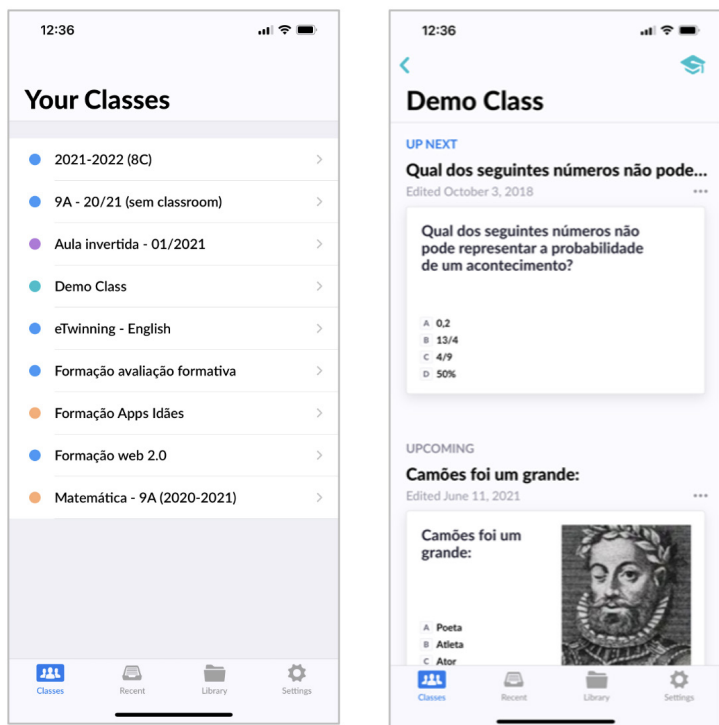 12:36
Your Classes
2021-2022 (8C)
9A - 20/21 (sem classroom)
Aula invertida - 01/2021
Demo Class
eTwinning - English
Formação avaliação formativa
Formação Apps Idães
Formação web 2.0
Matemática - 9A (2020-2021)
Classes
Recent
Library
Settings
12:36
Demo Class
UP NEXT
Qual dos seguintes números não pode...
Edited October 3, 2018
Qual dos seguintes números não
pode representar a probabilidade
de um acontecimento?
A 0,2
B 13/4
C 4/9
D 50%
UPCOMING
Camões foi um grande:
Edited June 11, 2021
Camões foi um
grande:
A Poeta
B Atleta
C Ator
Classes
Recent
Library
Settings